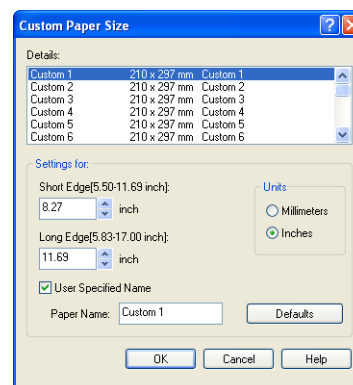 Custom Paper Size
Details:
Custom 1 210 x 297 mm Custom 1
Custom 2 210 x 297 mm Custom 2
Custom 3 210 x 297 mm Custom 3
Custom 4 210 x 297 mm Custom 4
Custom 5 210 x 297 mm Custom 5
Custom 6 210 x 297 mm Custom 6
Settings for:
Short Edge[5.50-11.69 inch]:
8.27 inch
Long Edge[5.83-17.00 inch]:
11.69 inch
Units
Millimeters
Inches
User Specified Name
Paper Name: Custom 1
Defaults
OK Cancel Help